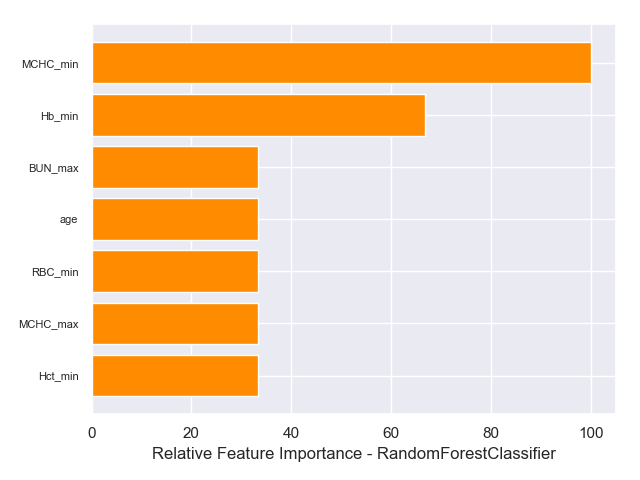 MCHC_min
Hb_min
BUN_max
age
RBC_min
MCHC_max
Hct_min
0 20 40 60 80 100
Relative Feature Importance - RandomForestClassifier